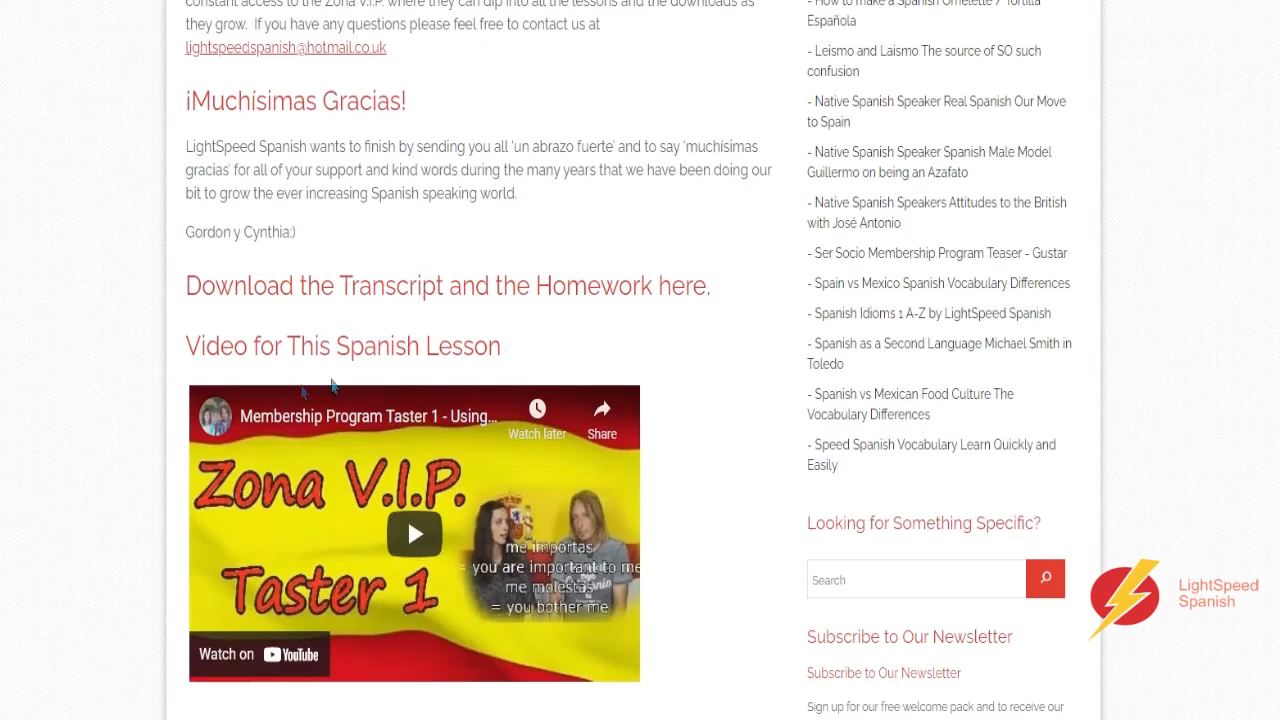 constant access to the Zona V.I.P. where they can dip into all the lessons and the downloads as
they grow. If you have any questions please feel free to contact us at
lightspeedspanish@hotmail.co.uk
¡Muchísimas Gracias!
LightSpeed Spanish wants to finish by sending you all 'un abrazo fuerte' and to say 'muchísimas
gracias' for all of your support and kind words during the many years that we have been doing our
bit to grow the ever increasing Spanish speaking world.
Gordon y Cynthia:)
Download the Transcript and the Homework here.
Video for This Spanish Lesson
Membership Program Taster 1 - Using...
Watch later
Share
Zona V.I.P.
Taster 1
me importas
= you are important to me
me molestas
= you bother me
Watch on YouTube
- How to make a Spanish Omelette / Tortilla
Española
- Leismo and Laismo The source of SO such
confusion
- Native Spanish Speaker Real Spanish Our Move
to Spain
- Native Spanish Speaker Spanish Male Model
Guillermo on being an Azafato
- Native Spanish Speakers Attitudes to the British
with José Antonio
- Ser Socio Membership Program Teaser - Gustar
- Spain vs Mexico Spanish Vocabulary Differences
- Spanish Idioms 1 A-Z by LightSpeed Spanish
- Spanish as a Second Language Michael Smith in
Toledo
- Spanish vs Mexican Food Culture The
Vocabulary Differences
- Speed Spanish Vocabulary Learn Quickly and
Easily
Looking for Something Specific?
Search
Subscribe to Our Newsletter
Subscribe to Our Newsletter
Sign up for our free welcome pack and to receive our
LightSpeed
Spanish